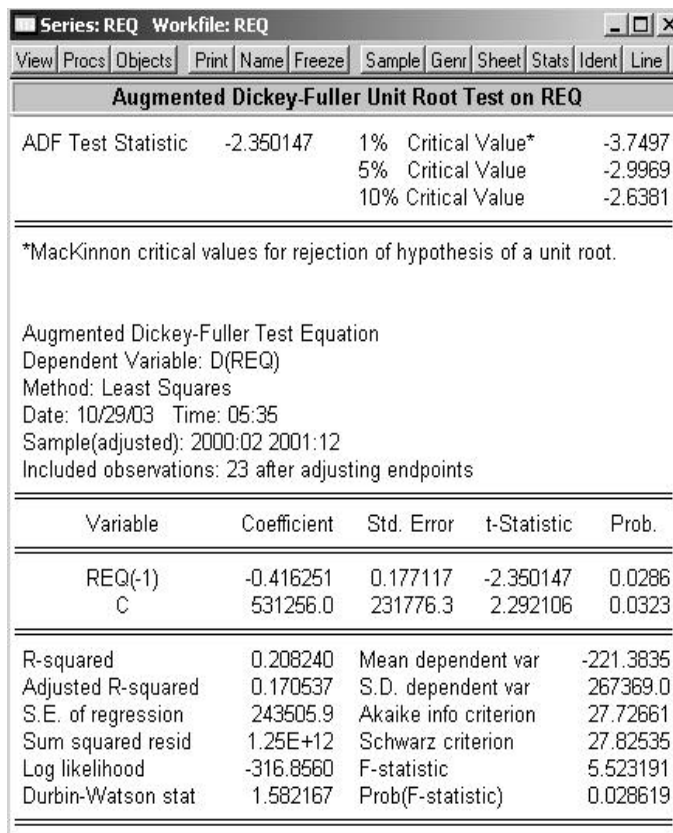 Series: REQ Workfile: REQ
View Procs Objects Print Name Freeze Sample Genr Sheet Stats Ident Line
Augmented Dickey-Fuller Unit Root Test on REQ
ADF Test Statistic -2.350147 1% Critical Value* -3.7497
5% Critical Value -2.9969
10% Critical Value -2.6381
*MacKinnon critical values for rejection of hypothesis of a unit root.
Augmented Dickey-Fuller Test Equation
Dependent Variable: D(REQ)
Method: Least Squares
Date: 10/29/03 Time: 05:35
Sample(adjusted): 2000:02 2001:12
Included observations: 23 after adjusting endpoints
Variable Coefficient Std. Error t-Statistic Prob.
REQ(-1) -0.416251 0.177117 -2.350147 0.0286
C 531256.0 231776.3 2.292106 0.0323
R-squared 0.208240 Mean dependent var -221.3835
Adjusted R-squared 0.170537 S.D. dependent var 267369.0
S.E. of regression 243505.9 Akaike info criterion 27.72661
Sum squared resid 1.25E+12 Schwarz criterion 27.82535
Log likelihood -316.8560 F-statistic 5.523191
Durbin-Watson stat 1.582167 Prob(F-statistic) 0.028619